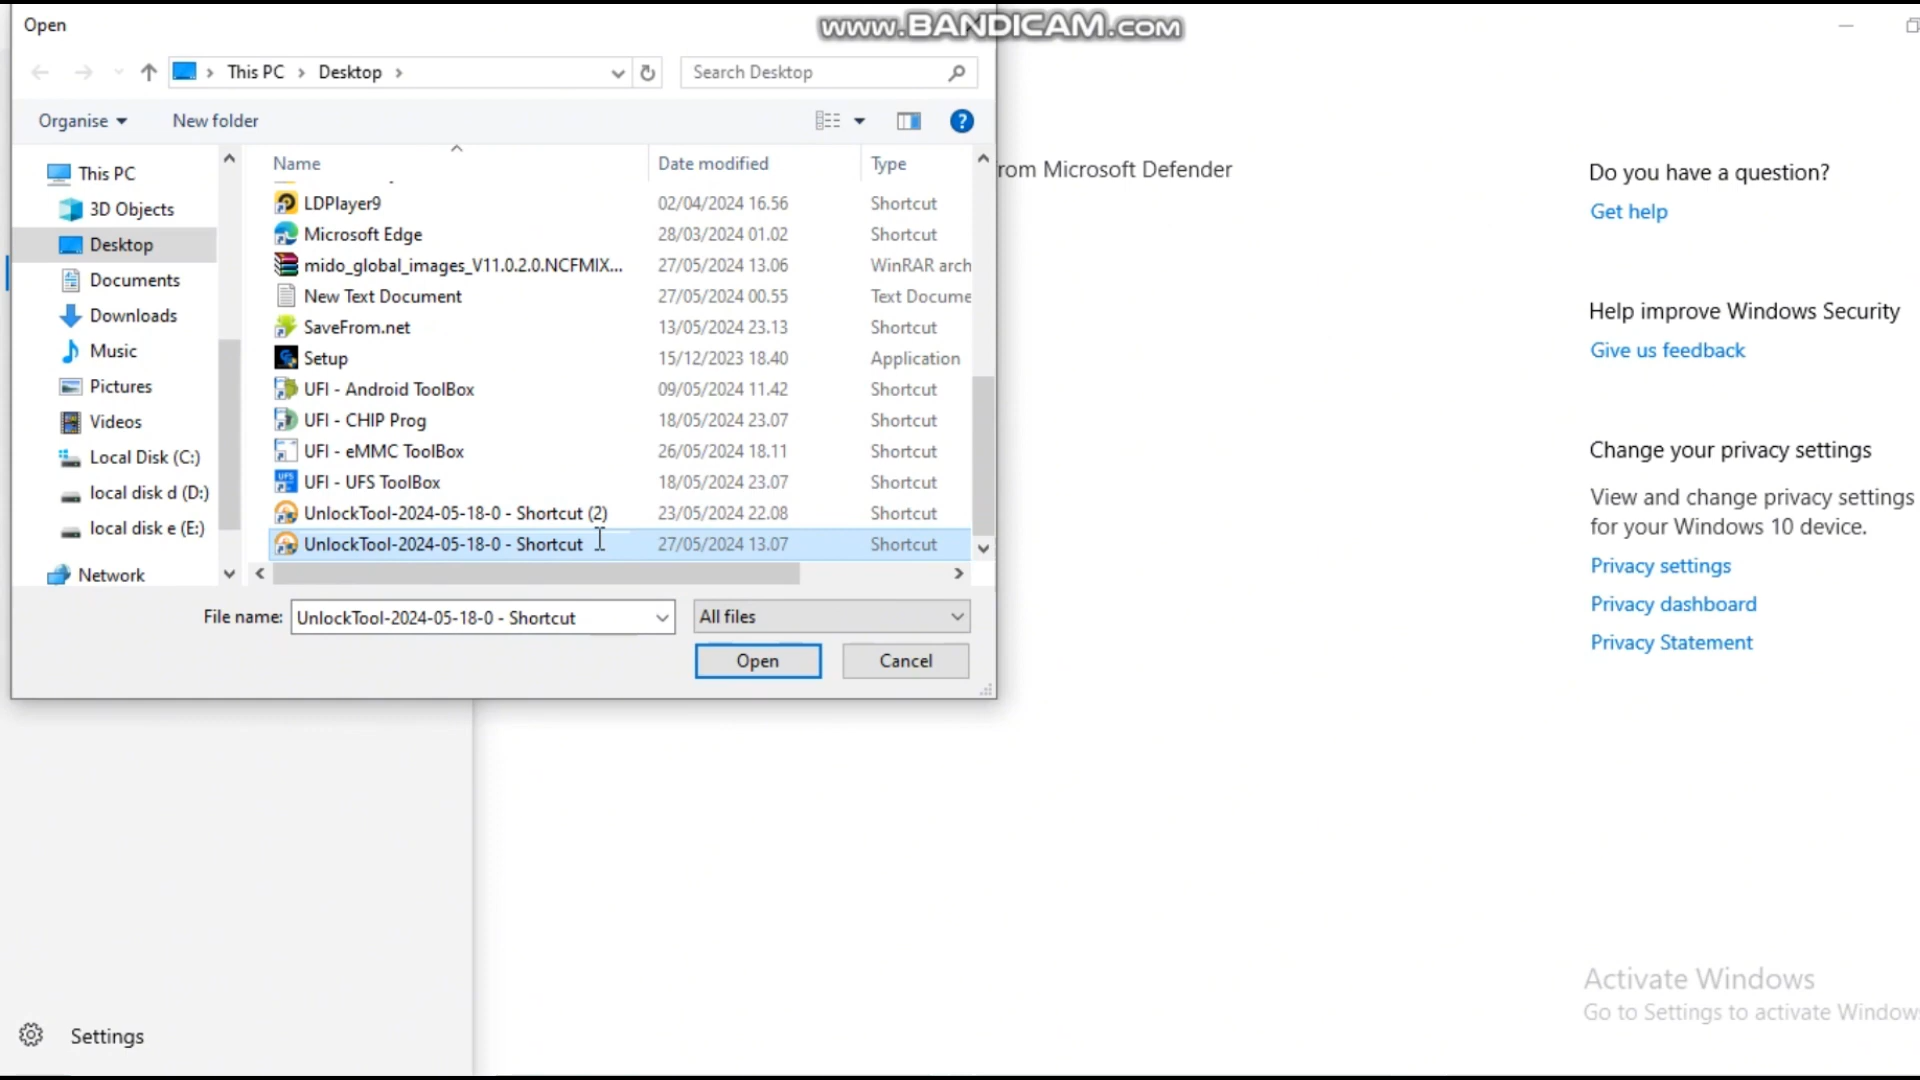 Open
www.BANDICAM.com
This PC
Desktop
Search Desktop
Organise
New folder
Name
Date modified
Type
This PC
3D Objects
Desktop
Documents
Downloads
Music
Pictures
Videos
Local Disk (C:)
local disk d (D:)
local disk e (E:)
Network
LDPlayer9 02/04/2024 16.56 Shortcut
Microsoft Edge 28/03/2024 01.02 Shortcut
mido_global_images_V11.0.2.0.NCFMIX... 27/05/2024 13.06 WinRAR arch
New Text Document 27/05/2024 00.55 Text Docume
SaveFrom.net 13/05/2024 23.13 Shortcut
Setup 15/12/2023 18.40 Application
UFI - Android ToolBox 09/05/2024 11.42 Shortcut
UFI - CHIP Prog 18/05/2024 23.07 Shortcut
UFI - eMMC ToolBox 26/05/2024 18.11 Shortcut
UFI - UFS ToolBox 18/05/2024 23.07 Shortcut
UnlockTool-2024-05-18-0 - Shortcut (2) 23/05/2024 22.08 Shortcut
UnlockTool-2024-05-18-0 - Shortcut 27/05/2024 13.07 Shortcut
File name: UnlockTool-2024-05-18-0 - Shortcut
All files
Open
Cancel
rom Microsoft Defender
Do you have a question?
Get help
Help improve Windows Security
Give us feedback
Change your privacy settings
View and change privacy settings
for your Windows 10 device.
Privacy settings
Privacy dashboard
Privacy Statement
Activate Windows
Go to Settings to activate Windows
Settings